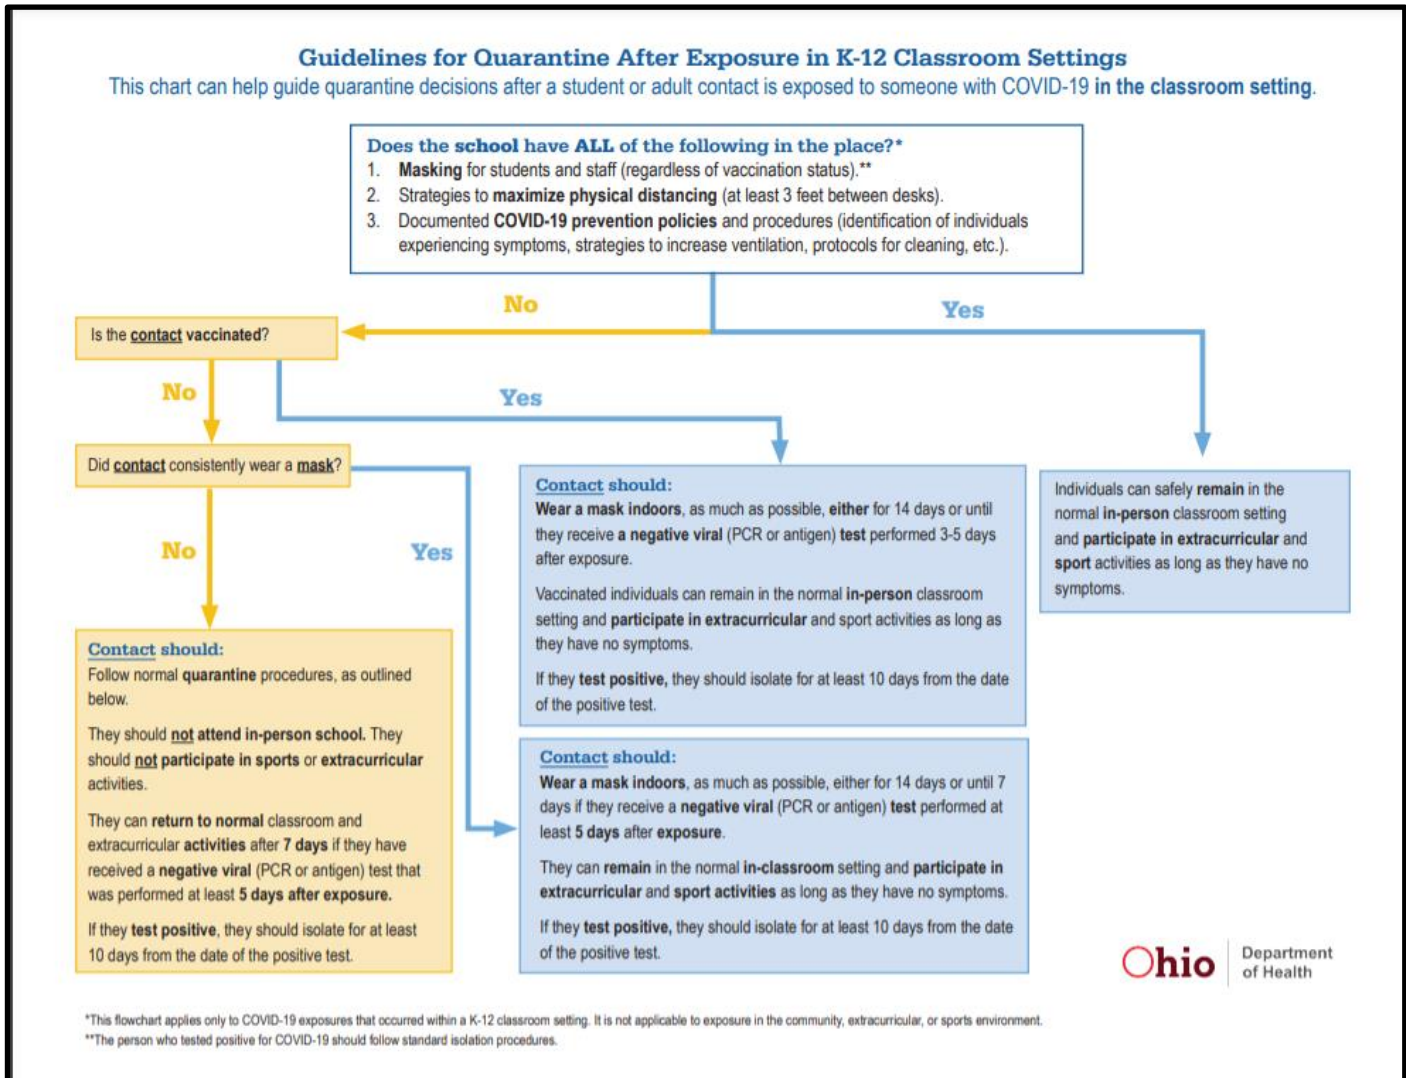 Guidelines for Quarantine After Exposure in K-12 Classroom Settings
This chart can help guide quarantine decisions after a student or adult contact is exposed to someone with COVID-19 in the classroom setting.
Does the school have ALL of the following in the place?*
1. Masking for students and staff (regardless of vaccination status).**
2. Strategies to maximize physical distancing (at least 3 feet between desks).
3. Documented COVID-19 prevention policies and procedures (identification of individuals
experiencing symptoms, strategies to increase ventilation, protocols for cleaning, etc.).
No
Yes
Is the contact vaccinated?
No
Yes
Did contact consistently wear a mask?
No
Yes
Contact should:
Wear a mask indoors, as much as possible, either for 14 days or until
they receive a negative viral (PCR or antigen) test performed 3-5 days
after exposure.
Vaccinated individuals can remain in the normal in-person classroom
setting and participate in extracurricular and sport activities as long as
they have no symptoms.
If they test positive, they should isolate for at least 10 days from the date
of the positive test.
Individuals can safely remain in the
normal in-person classroom setting
and participate in extracurricular and
sport activities as long as they have no
symptoms.
Contact should:
Follow normal quarantine procedures, as outlined
below.
They should not attend in-person school. They
should not participate in sports or extracurricular
activities.
They can return to normal classroom and
extracurricular activities after 7 days if they have
received a negative viral (PCR or antigen) test that
was performed at least 5 days after exposure.
If they test positive, they should isolate for at least
10 days from the date of the positive test.
Contact should:
Wear a mask indoors, as much as possible, either for 14 days or until 7
days if they receive a negative viral (PCR or antigen) test performed at
least 5 days after exposure.
They can remain in the normal in-classroom setting and participate in
extracurricular and sport activities as long as they have no symptoms.
If they test positive, they should isolate for at least 10 days from the date
of the positive test.
Ohio
Department
of Health
*This flowchart applies only to COVID-19 exposures that occurred within a K-12 classroom setting. It is not applicable to exposure in the community, extracurricular, or sports environment.
**The person who tested positive for COVID-19 should follow standard isolation procedures.